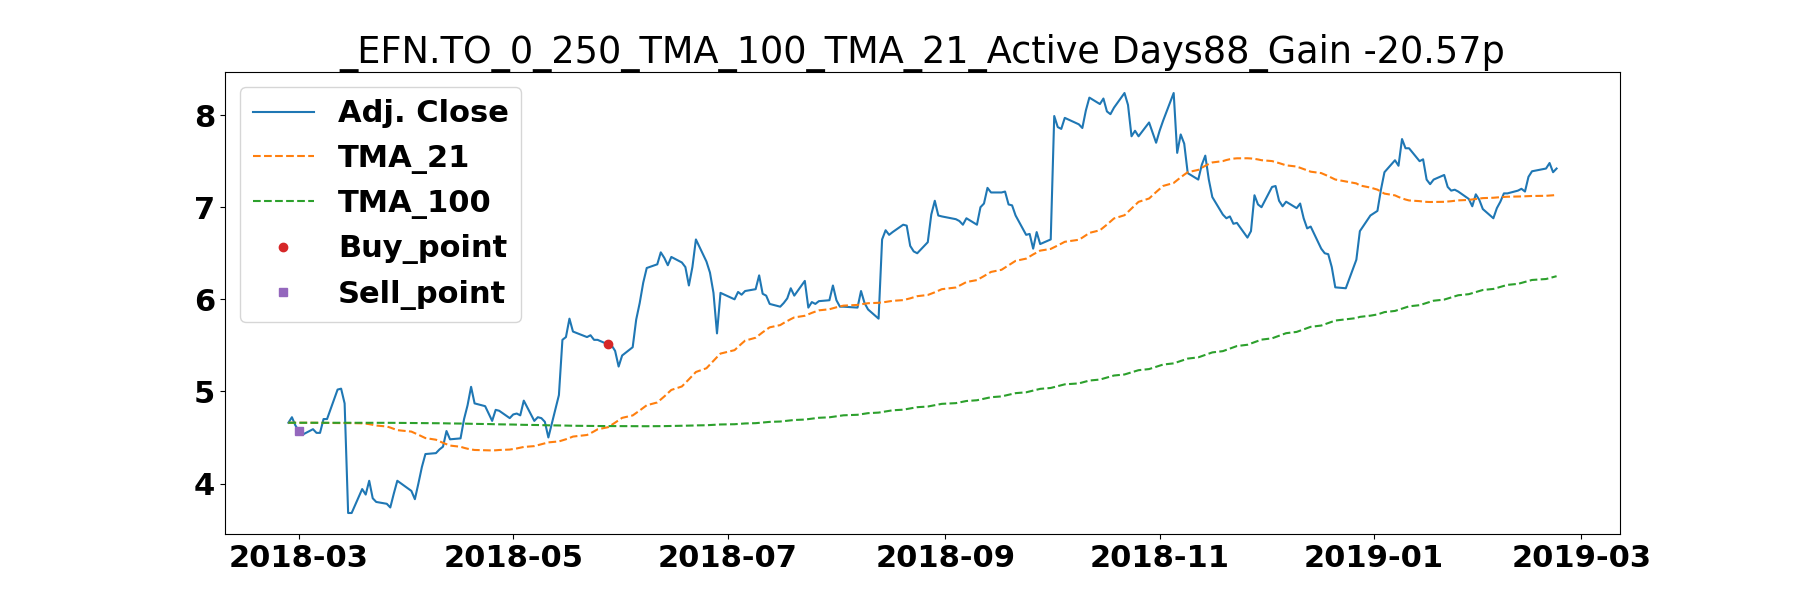 _EFN.TO_0_250_TMA_100_TMA_21_Active Days88_Gain -20.57p
Adj. Close
TMA_21
TMA_100
Buy_point
Sell_point
8
7
6
5
4
2018-03 2018-05 2018-07 2018-09 2018-11 2019-01 2019-03